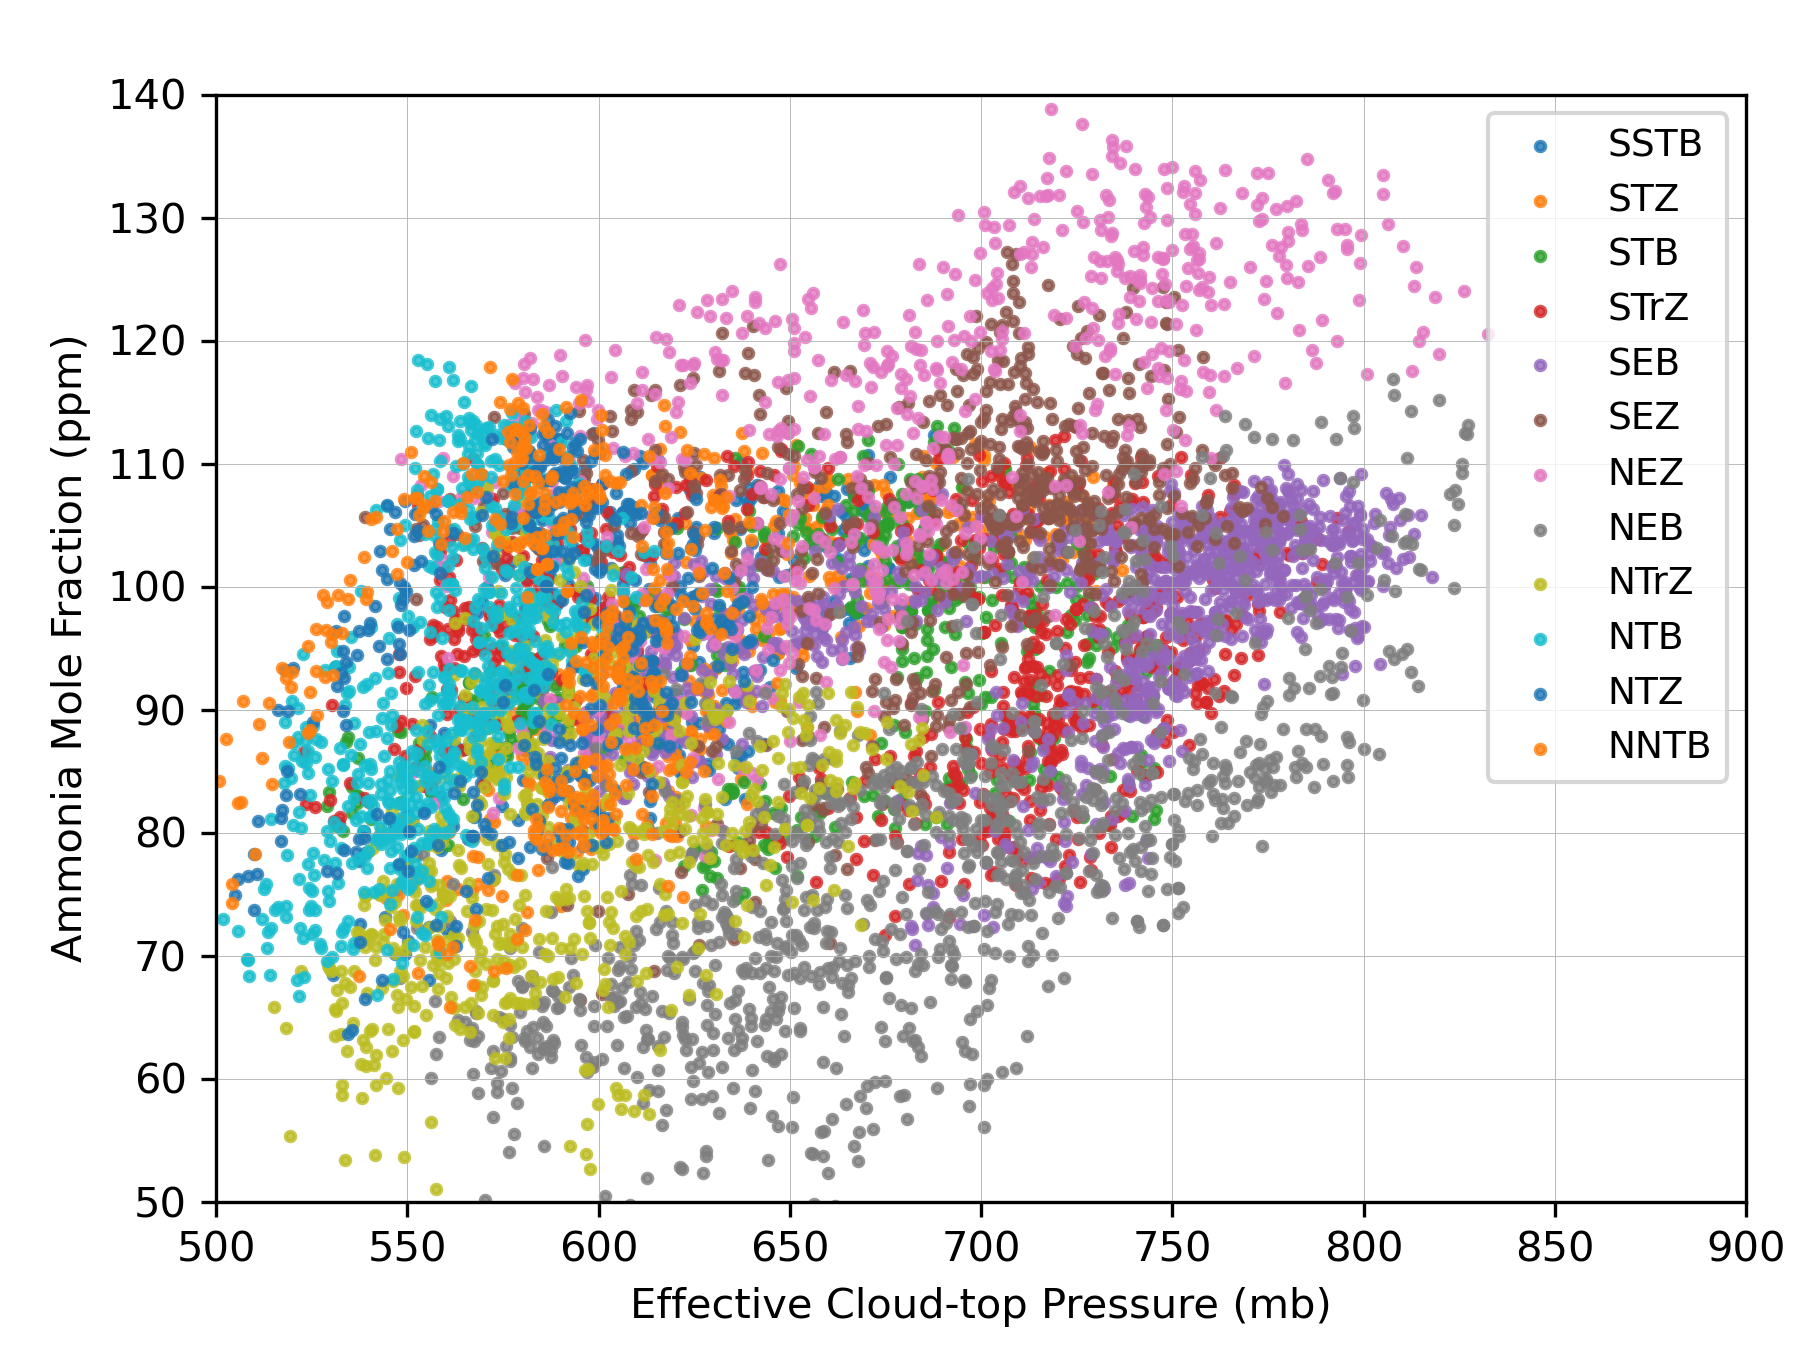 140
130
120
110
100
90
80
70
60
50
Ammonia Mole Fraction (ppm)
SSTB
STZ
STB
STrZ
SEB
SEZ
NEZ
NEB
NTrZ
NTB
NTZ
NNTB
500 550 600 650 700 750 800 850 900
Effective Cloud-top Pressure (mb)